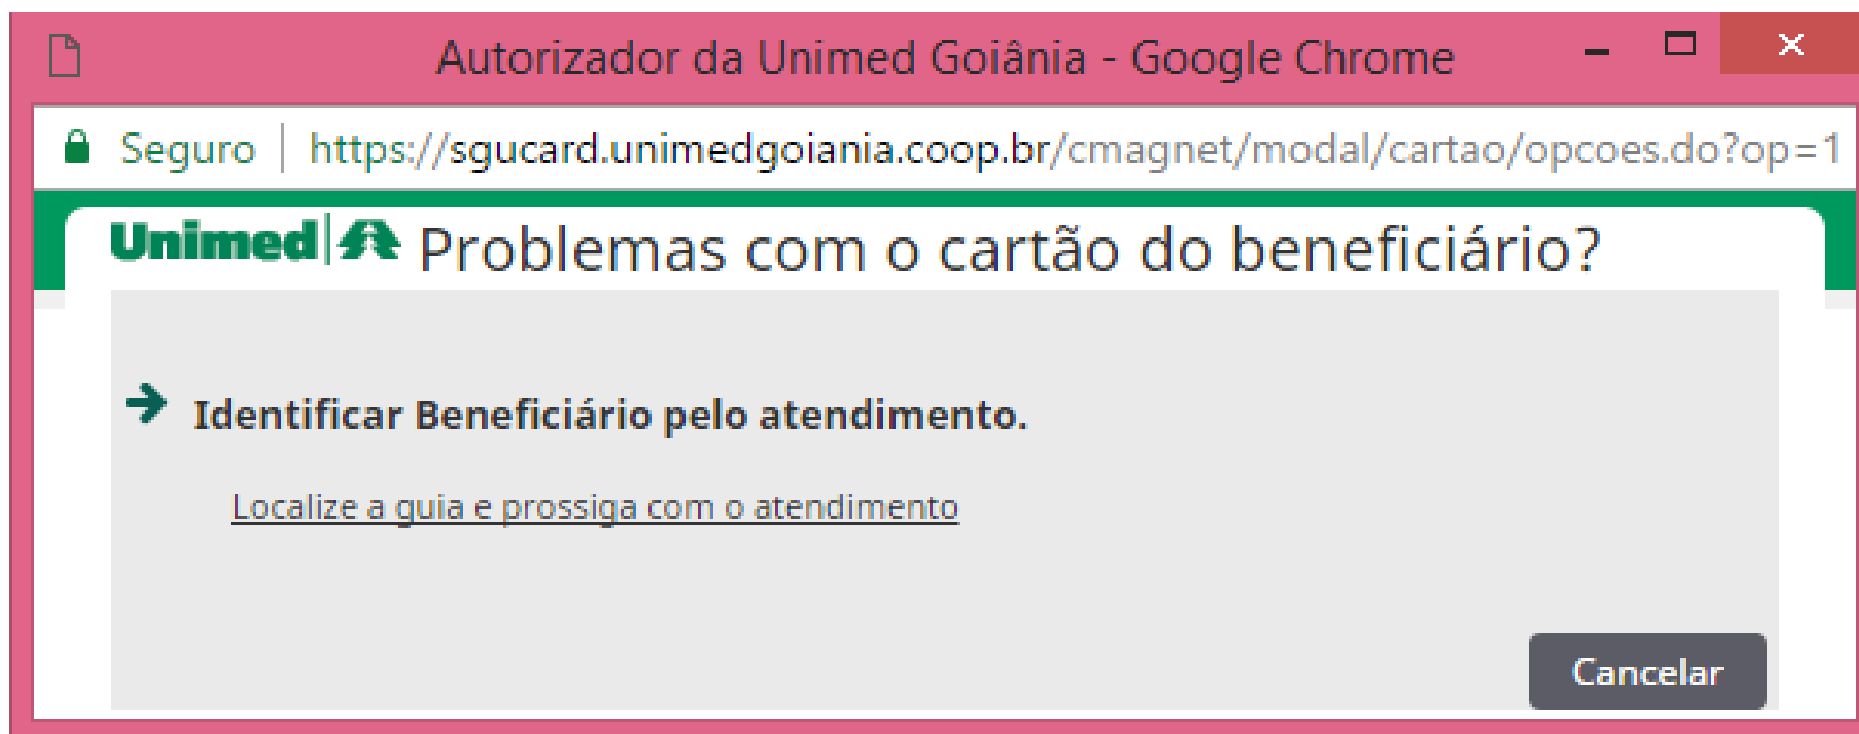 Autorizador da Unimed Goiânia - Google Chrome
Seguro | https://sgucard.unimedgoiania.coop.br/cmagnet/modal/cartao/opcoes.do?op=1
Unimed Problemas com o cartão do beneficiário?
Identificar Beneficiário pelo atendimento.
Localize a guia e prossiga com o atendimento
Cancelar